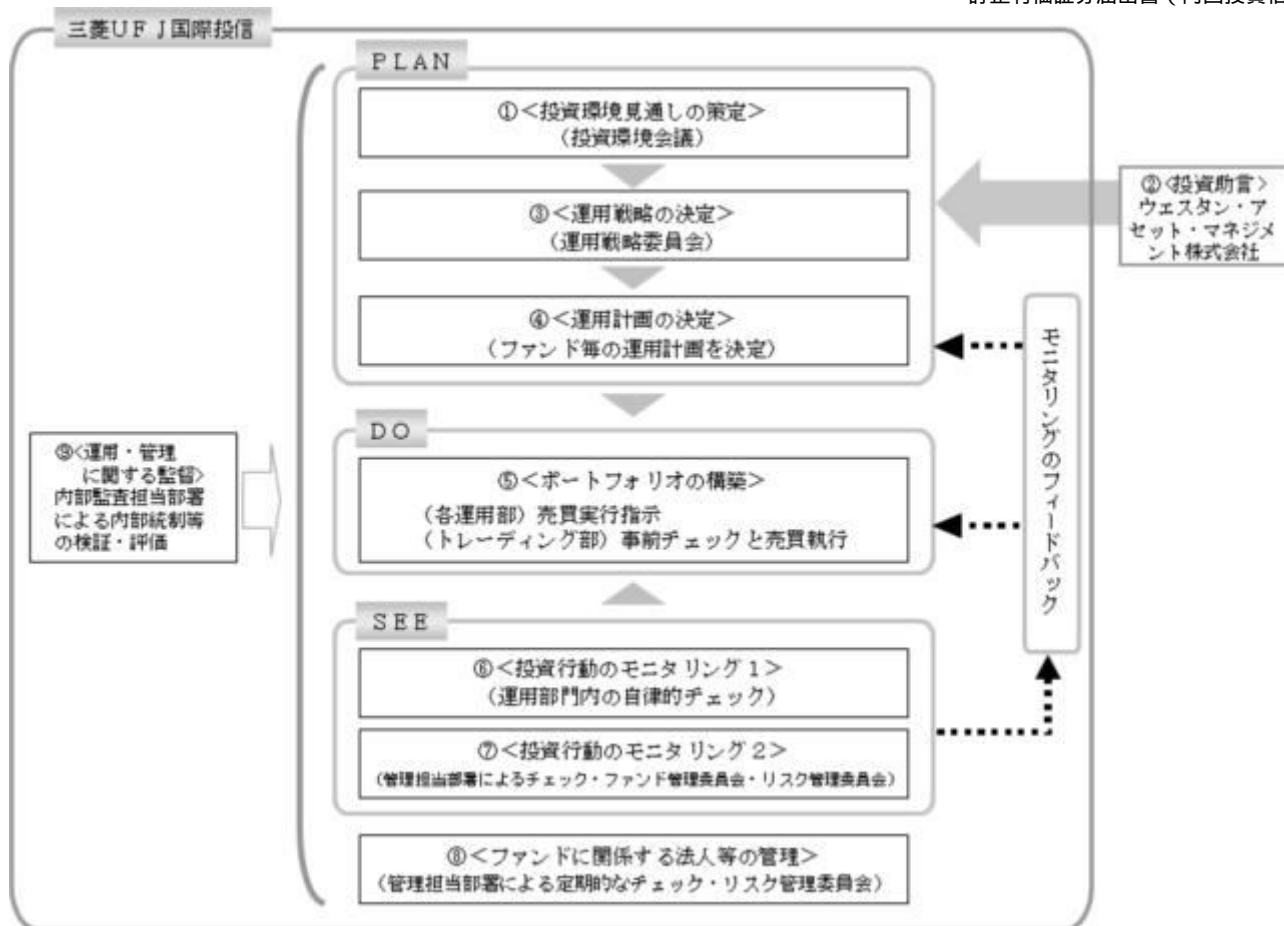 三菱UFJ国際投信
PLAN
①<投資環境見通しの策定>
(投資環境会議)
②<投資助言>
ウェスタン・ア
セット・マネジメ
ント株式会社
③<運用戦略の決定>
(運用戦略委員会)
④<運用計画の決定>
(ファンド毎の運用計画を決定)
モニタリングのフィードバック
DO
⑤<ポートフォリオの構築>
(各運用部)売買実行指示
(トレーディング部)事前チェックと売買執行
⑨<運用・管理
に関する監督>
内部監査担当部署
による内部統制等
の検証・評価
SEE
⑥<投資行動のモニタリング1>
(運用部門内の自律的チェック)
⑦<投資行動のモニタリング2>
(管理担当部署によるチェック・ファンド管理委員会・リスク管理委員会)
⑧<ファンドに関係する法人等の管理>
(管理担当部署による定期的なチェック・リスク管理委員会)